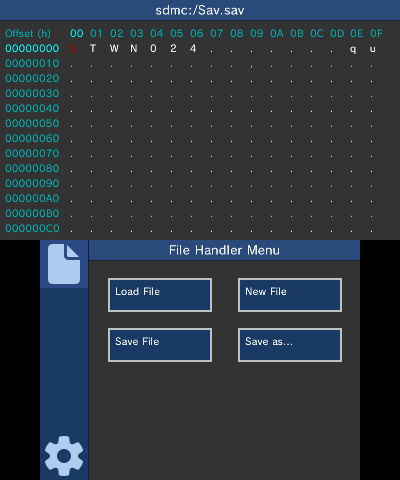 sdmc:/Sav.sav
Offset (h) 00 01 02 03 04 05 06 07 08 09 0A 0B 0C 0D 0E 0F
00000000 T W N 0 2 4 . . . . . . . q u
00000010 . . . . . . . . . . . . . . . .
00000020 . . . . . . . . . . . . . . . .
00000030 . . . . . . . . . . . . . . . .
00000040 . . . . . . . . . . . . . . . .
00000050 . . . . . . . . . . . . . . . .
00000060 . . . . . . . . . . . . . . . .
00000070 . . . . . . . . . . . . . . . .
00000080 . . . . . . . . . . . . . . . .
00000090 . . . . . . . . . . . . . . . .
000000A0 . . . . . . . . . . . . . . . .
000000B0 . . . . . . . . . . . . . . . .
000000C0 . . . . . . . . . . . . . . . .
File Handler Menu
Load File
New File
Save File
Save as...